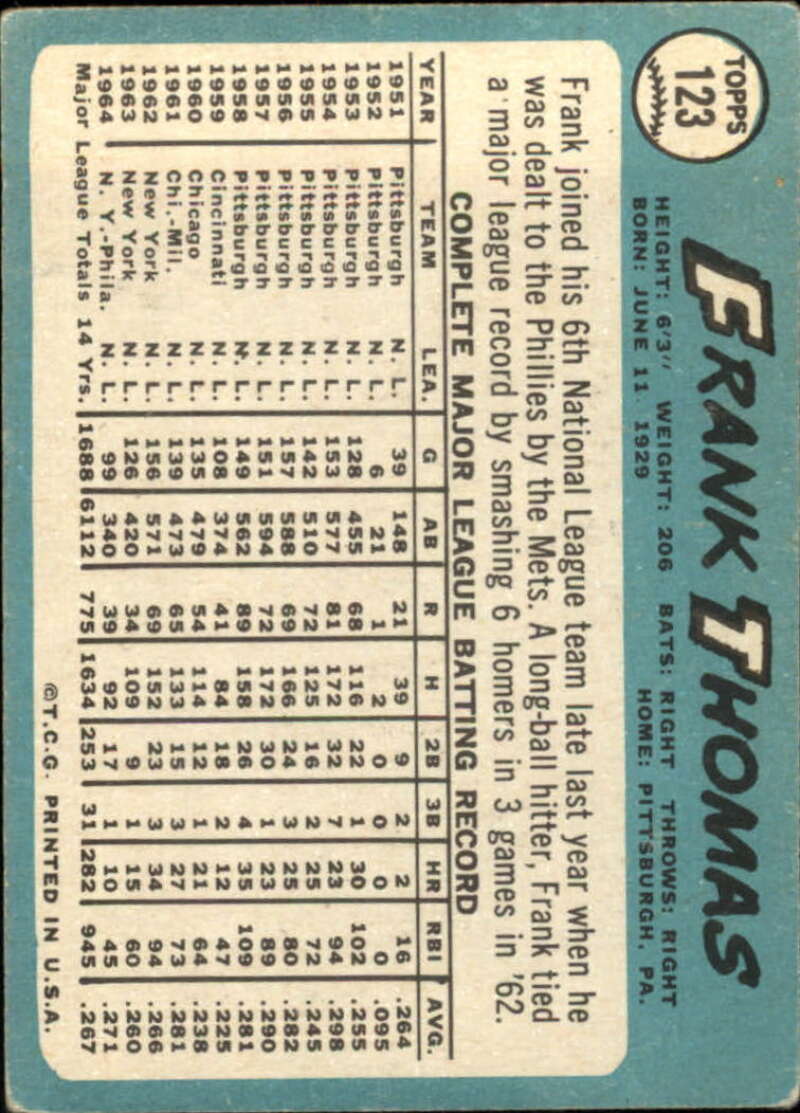 TOPPS
123
FRANK THOMAS
HEIGHT: 6'3" WEIGHT: 206 BATS: RIGHT THROWS: RIGHT
BORN: JUNE 11 1929 HOME: PITTSBURGH, PA.
Frank joined his 6th National League team late last year when he
was dealt to the Phillies by the Mets. A long-ball hitter, Frank tied
a major league record by smashing 6 homers in 3 games in '62.
COMPLETE MAJOR LEAGUE BATTING RECORD
YEAR TEAM LEA. G AB R H 2B 3B HR RBI AVG.
1951 Pittsburgh N. L. 39 148 21 39 9 2 2 16 .264
1952 Pittsburgh N. L. 6 21 1 2 0 0 0 0 .095
1953 Pittsburgh N. L. 128 455 68 116 22 1 30 102 .255
1954 Pittsburgh N. L. 153 577 81 172 32 7 23 94 .298
1955 Pittsburgh N. L. 142 510 72 125 16 2 25 72 .245
1956 Pittsburgh N. L. 157 588 69 166 24 3 25 80 .282
1957 Pittsburgh N. L. 151 594 72 172 30 1 23 89 .290
1958 Pittsburgh N. L. 149 562 89 158 26 4 35 109 .281
1959 Cincinnati N. L. 108 374 41 84 18 2 12 47 .225
1960 Chicago N. L. 135 479 54 114 12 1 21 64 .238
1961 Chi.-Mil. N. L. 139 473 65 133 15 3 27 73 .281
1962 New York N. L. 156 571 69 152 23 3 34 94 .266
1963 New York N. L. 126 420 34 109 9 1 15 60 .260
1964 N. Y.-Phila. N. L. 99 340 39 92 17 1 10 45 .271
Major League Totals 14 Yrs. 1688 6112 775 1634 253 31 282 945 .267
©T.C.G. PRINTED IN U.S.A.